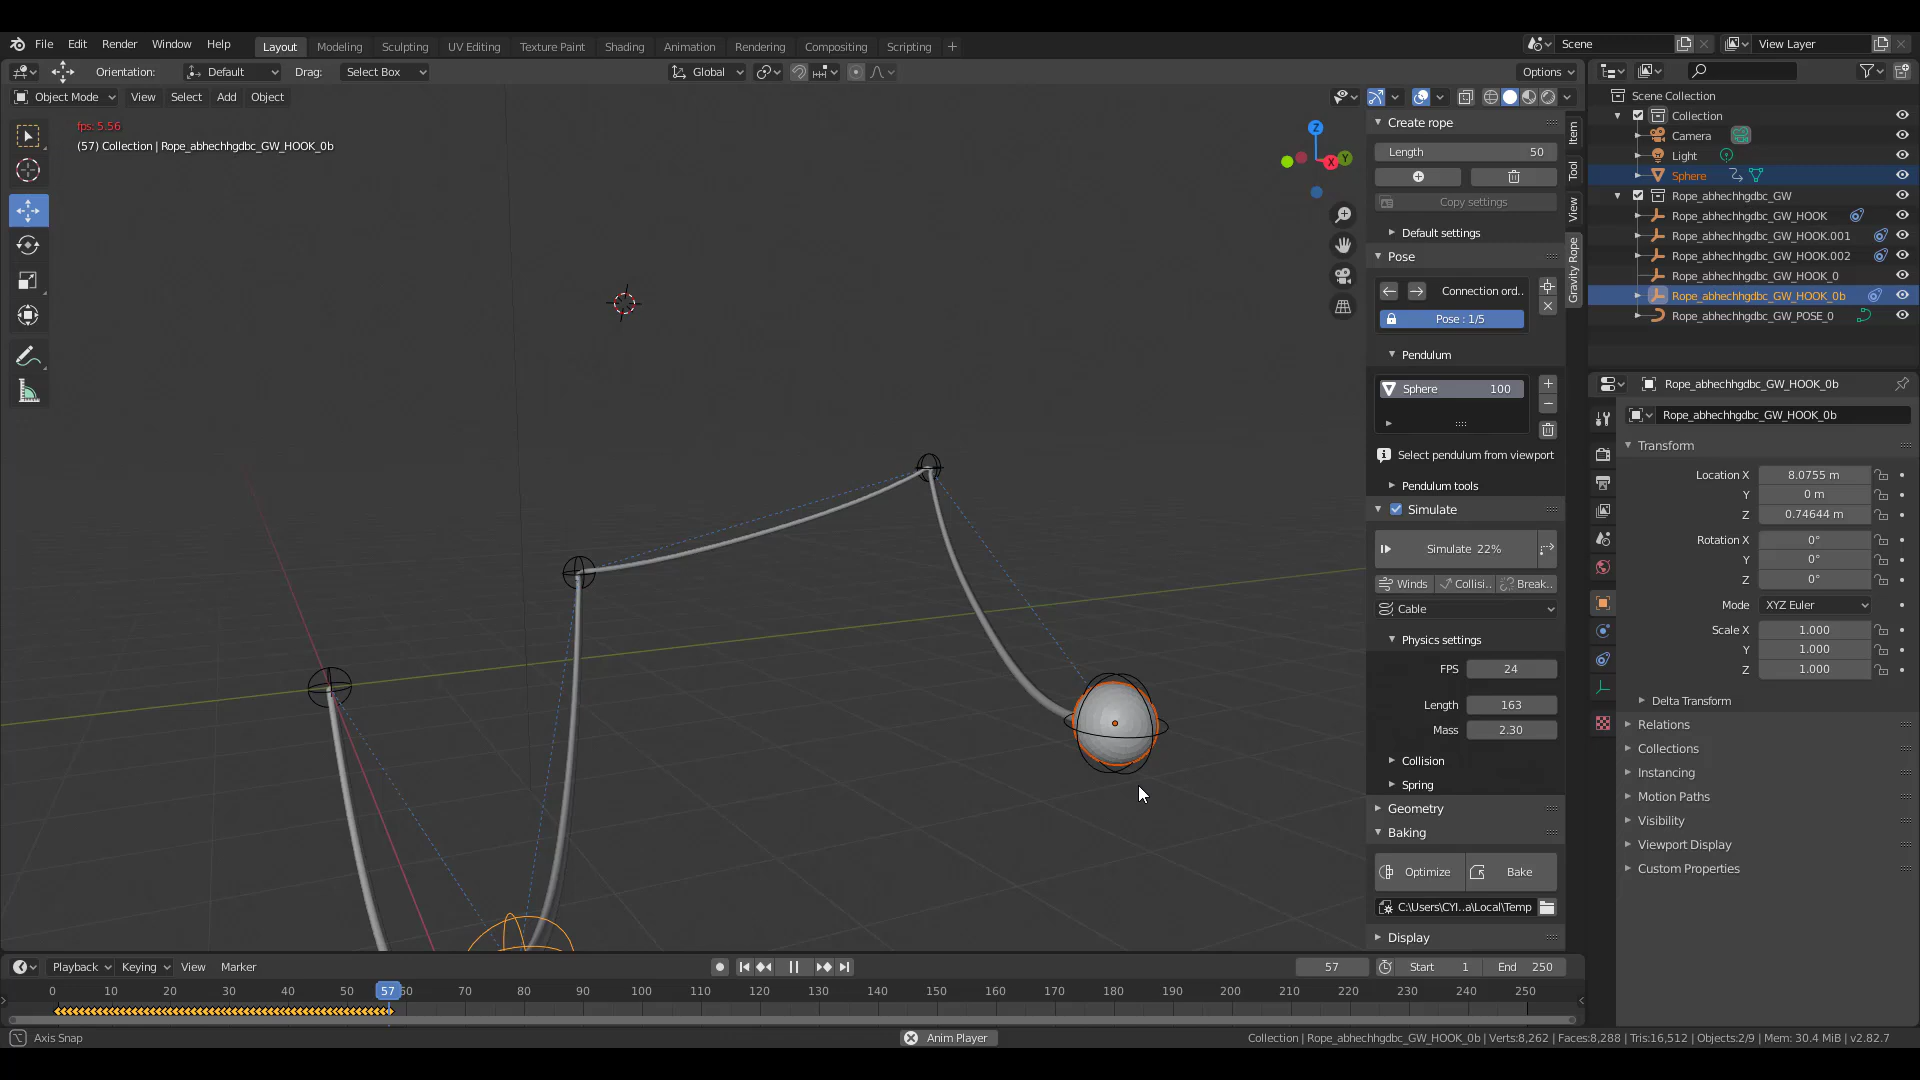 File Edit Render Window Help Layout Modeling Sculpting UV Editing Texture Paint Shading Animation Rendering Compositing Scripting + Scene View Layer
Orientation: Default Drag: Select Box Global Options
Object Mode View Select Add Object
fps: 5.56
(57) Collection | Rope_abhechhgdbc_GW_HOOK_0b
Z
X
Y
Create rope
Length 50
Copy settings
Default settings
Pose
Connection ord..
Pose : 1/5
Pendulum
Sphere 100
Select pendulum from viewport
Pendulum tools
Simulate
Simulate 22%
Winds Collisi.. Break..
Cable
Physics settings
FPS 24
Length 163
Mass 2.30
Collision
Spring
Geometry
Baking
Optimize Bake
C:\Users\CYI..a\Local\Temp
Display
Item
Tool
View
Gravity Rope
Scene Collection
Collection
Camera
Light
Sphere
Rope_abhechhgdbc_GW
Rope_abhechhgdbc_GW_HOOK
Rope_abhechhgdbc_GW_HOOK.001
Rope_abhechhgdbc_GW_HOOK.002
Rope_abhechhgdbc_GW_HOOK_0
Rope_abhechhgdbc_GW_HOOK_0b
Rope_abhechhgdbc_GW_POSE_0
Rope_abhechhgdbc_GW_HOOK_0b
Rope_abhechhgdbc_GW_HOOK_0b
Transform
Location X 8.0755 m
Y 0 m
Z 0.74644 m
Rotation X 0°
Y 0°
Z 0°
Mode XYZ Euler
Scale X 1.000
Y 1.000
Z 1.000
Delta Transform
Relations
Collections
Instancing
Motion Paths
Visibility
Viewport Display
Custom Properties
Playback Keying View Marker 57 Start 1 End 250
0 10 20 30 40 50 57 60 70 80 90 100 110 120 130 140 150 160 170 180 190 200 210 220 230 240 250
Axis Snap Anim Player Collection | Rope_abhechhgdbc_GW_HOOK_0b | Verts:8,262 | Faces:8,288 | Tris:16,512 | Objects:2/9 | Mem: 30.4 MiB | v2.82.7